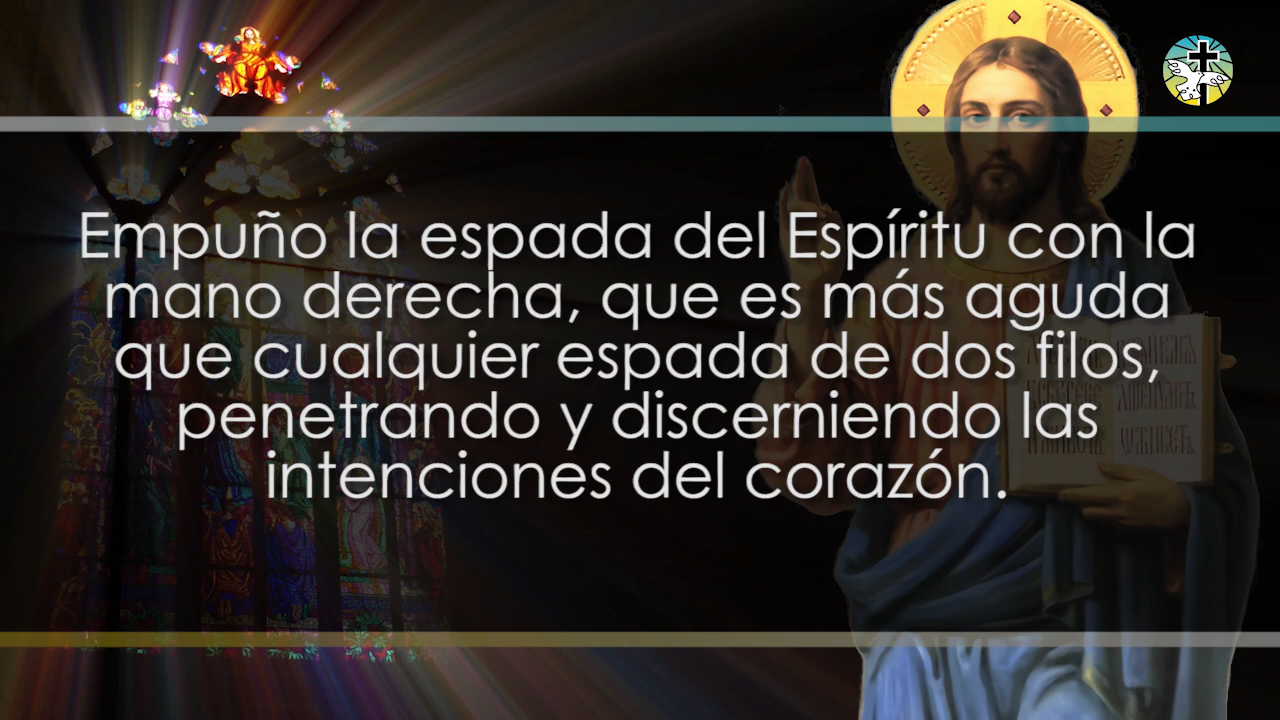 Empuño la espada del Espíritu con la
mano derecha, que es más aguda
que cualquier espada de dos filos,
penetrando y discerniendo las
intenciones del corazón.